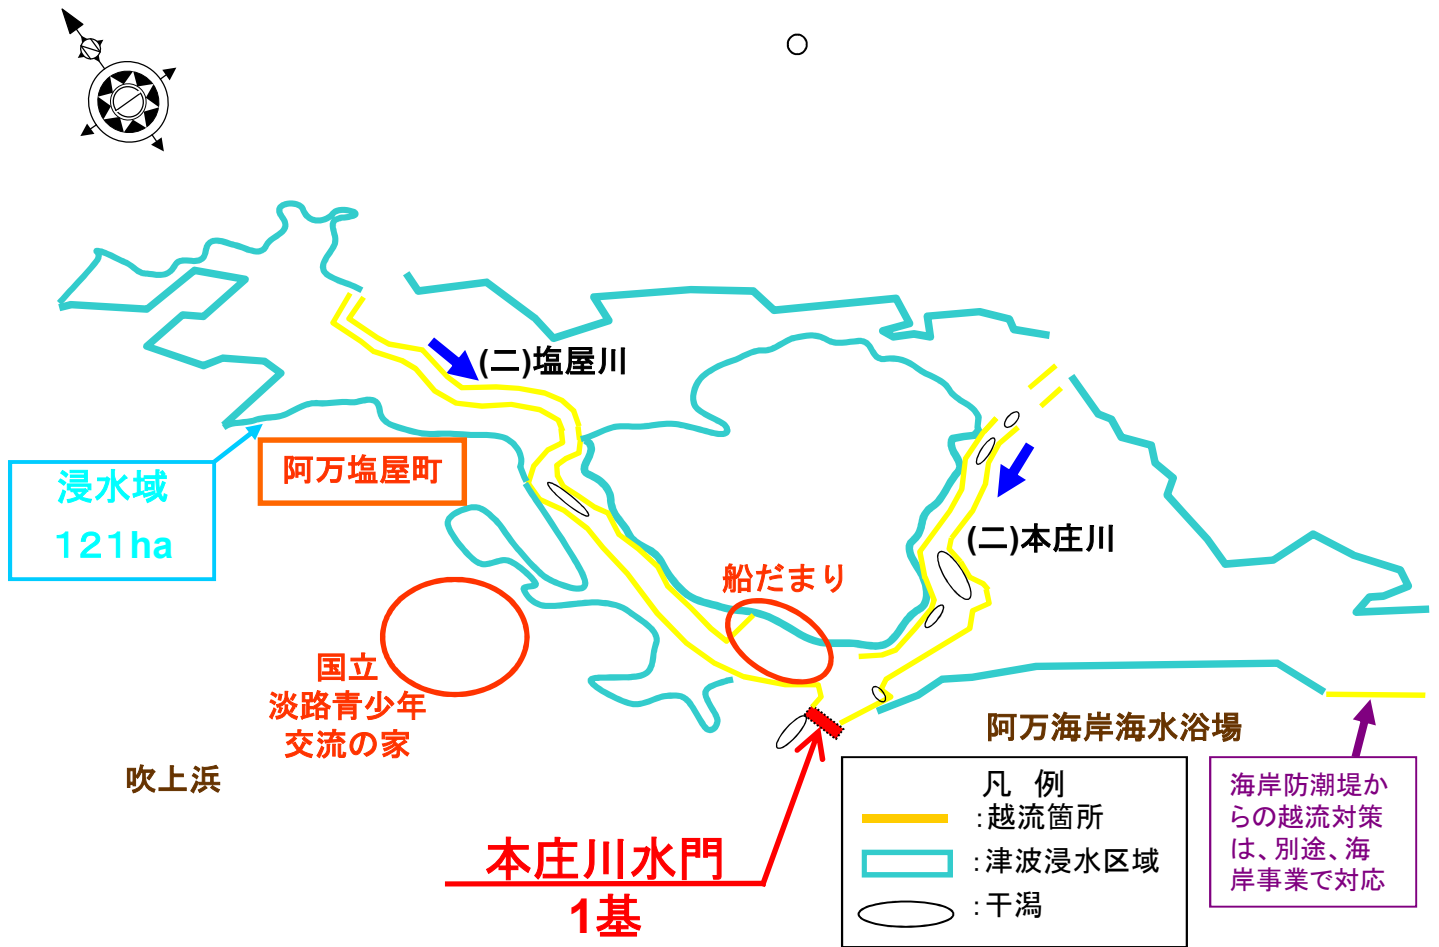 (二)塩屋川
阿万塩屋町
浸水域
121ha
(二)本庄川
船だまり
国立
淡路青少年
交流の家
吹上浜
阿万海岸海水浴場
本庄川水門
1基
凡 例
:越流箇所
:津波浸水区域
:干潟
海岸防潮堤か
らの越流対策
は、別途、海
岸事業で対応